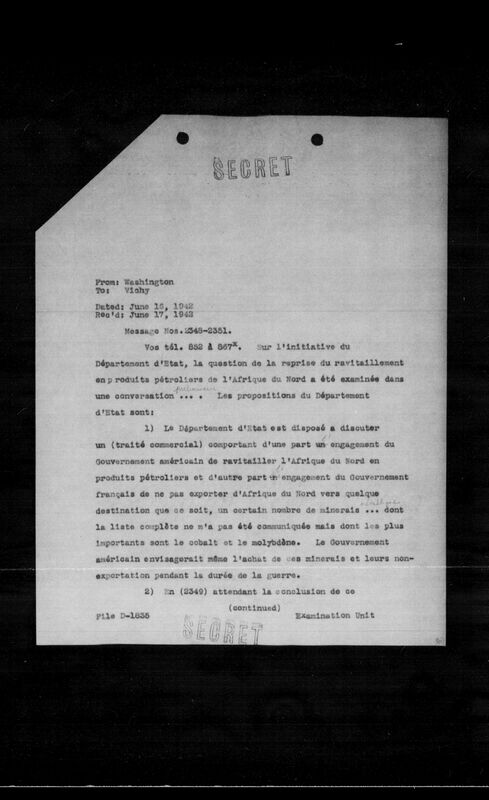 SECRET
From: Washington
To: Vichy
Dated: June 16, 1942
Rec'd: June 17, 1942
Message Nos.2348-2351.
Vos tél. 852 à 867x. Sur l'initiative du
Département d'Etat, la question de la reprise du ravitaillement
en produits pétroliers de l'Afrique du Nord a été examinée dans
préliminaire
une conversation ... . Les propositions du Département
d'Etat sont:
1) Le Département d'Etat est disposé a discuter
un (traité commercial) comportant d'une part un engagement du
Gouvernement américain de ravitailler l'Afrique du Nord en
produits pétroliers et d'autre part un engagement du Gouvernement
français de ne pas exporter d'Afrique du Nord vers quelque
destination que ce soit, un certain nombre de minerais ... dont
la liste complète ne m'a pas été communiquée mais dont les plus
importants sont le cobalt et le molybdène. Le Gouvernement
américain envisagerait même l'achat de ces minerais et leurs non-
exportation pendant la durée de la guerre.
2) En (2349) attendant la conclusion de ce
(continued)
File D-1835 Examination Unit
SECRET